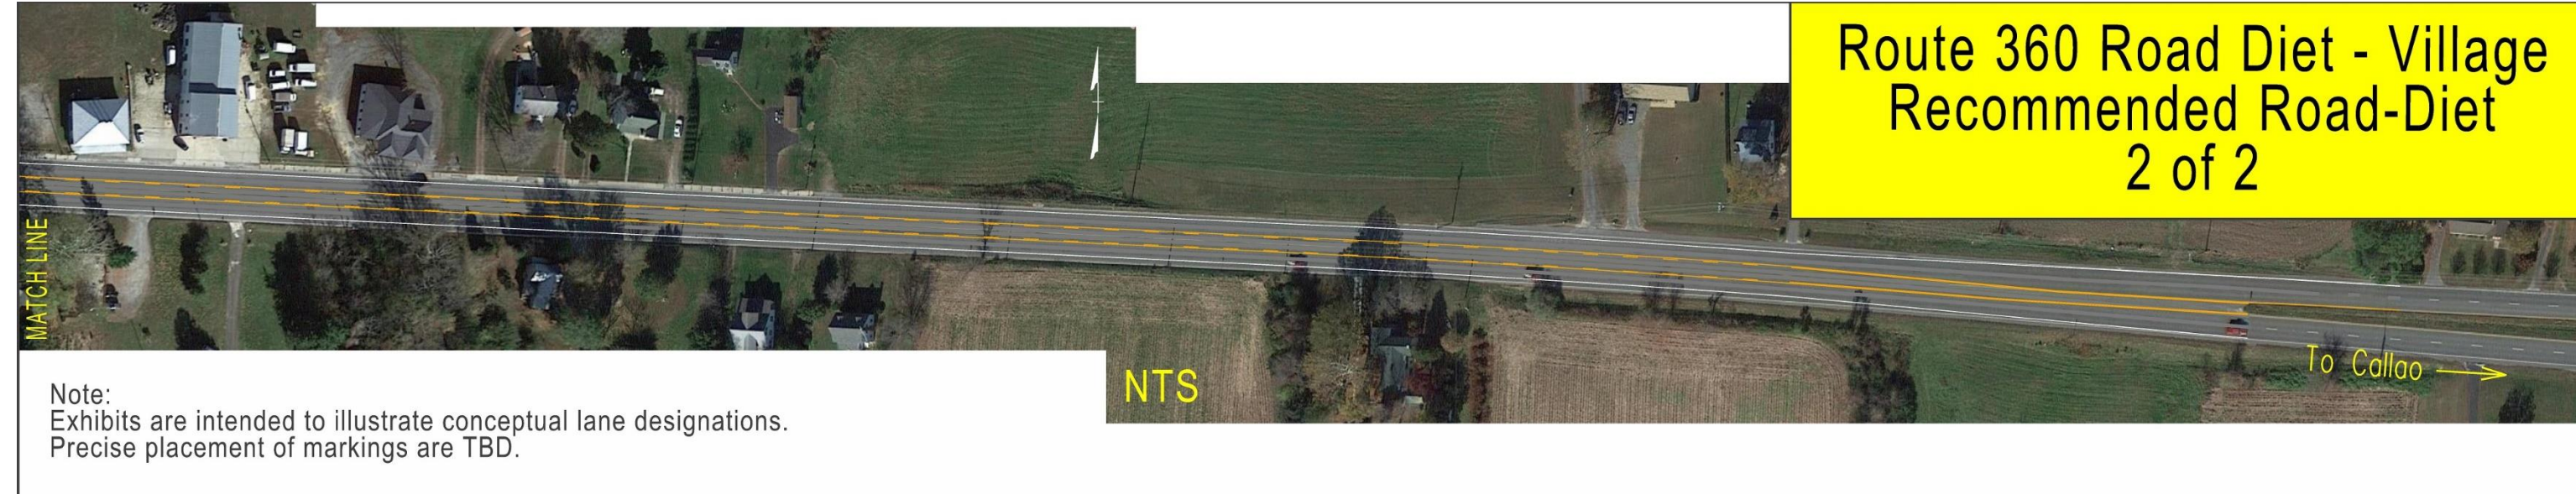 Route 360 Road Diet - Village
Recommended Road-Diet
2 of 2
MATCH LINE
To Callao
NTS
Note:
Exhibits are intended to illustrate conceptual lane designations.
Precise placement of markings are TBD.